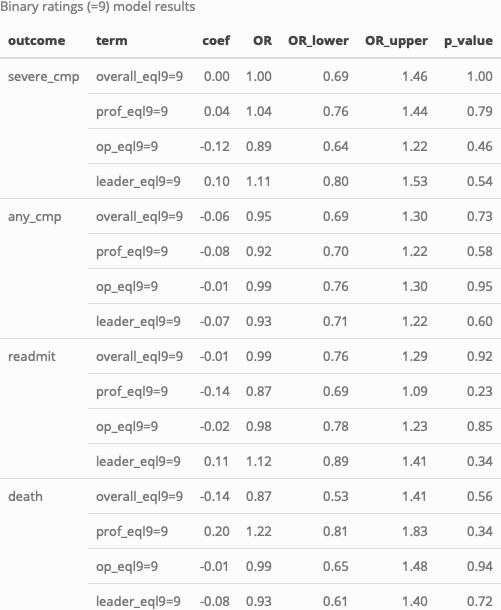 Binary ratings (=9) model results
outcome term coef OR OR_lower OR_upper p_value
severe_cmp overall_eql9=9 0.00 1.00 0.69 1.46 1.00
prof_eql9=9 0.04 1.04 0.76 1.44 0.79
op_eql9=9 -0.12 0.89 0.64 1.22 0.46
leader_eql9=9 0.10 1.11 0.80 1.53 0.54
any_cmp overall_eql9=9 -0.06 0.95 0.69 1.30 0.73
prof_eql9=9 -0.08 0.92 0.70 1.22 0.58
op_eql9=9 -0.01 0.99 0.76 1.30 0.95
leader_eql9=9 -0.07 0.93 0.71 1.22 0.60
readmit overall_eql9=9 -0.01 0.99 0.76 1.29 0.92
prof_eql9=9 -0.14 0.87 0.69 1.09 0.23
op_eql9=9 -0.02 0.98 0.78 1.23 0.85
leader_eql9=9 0.11 1.12 0.89 1.41 0.34
death overall_eql9=9 -0.14 0.87 0.53 1.41 0.56
prof_eql9=9 0.20 1.22 0.81 1.83 0.34
op_eql9=9 -0.01 0.99 0.65 1.48 0.94
leader_eql9=9 -0.08 0.93 0.61 1.40 0.72